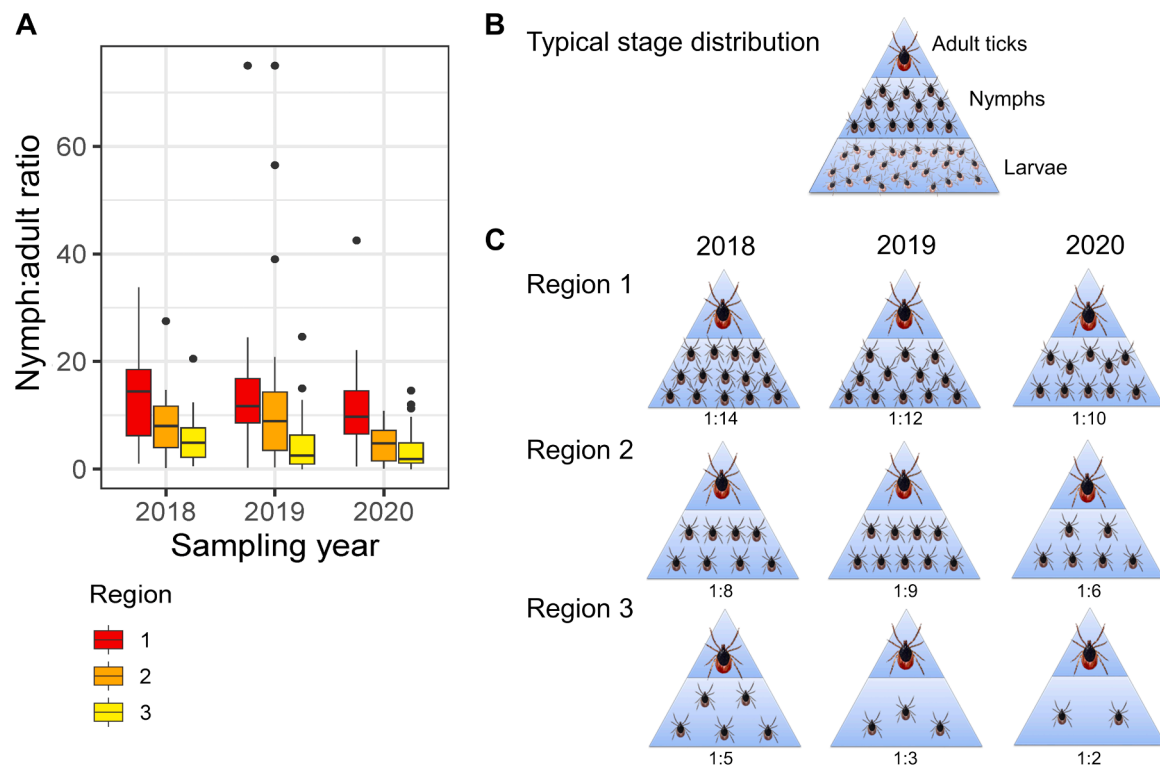 A
Nymph:adult ratio
60
40
20
0
2018
2019
2020
Sampling year
Region
1
2
3
B
Typical stage distribution
Adult ticks
Nymphs
Larvae
C
2018
2019
2020
Region 1
1:14
1:12
1:10
Region 2
1:8
1:9
1:6
Region 3
1:5
1:3
1:2